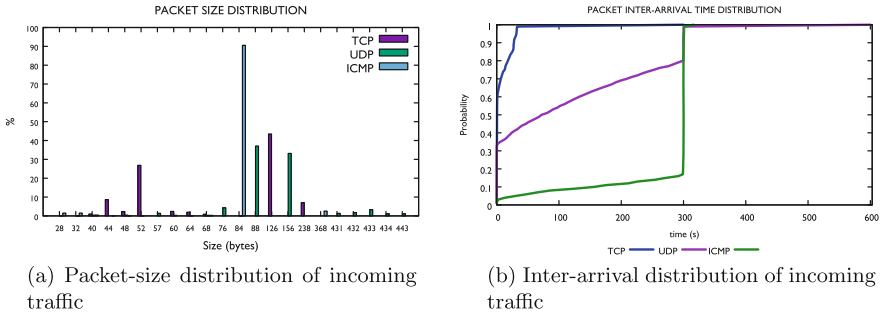 PACKET SIZE DISTRIBUTION
100
90
80
70
60
50
40
30
20
10
0
%
TCP
UDP
ICMP
28 32 40 44 48 52 57 60 64 68 76 84 88 126 156 238 368 431 432 433 434 443
Size (bytes)
(a) Packet-size distribution of incoming
traffic
PACKET INTER-ARRIVAL TIME DISTRIBUTION
1
0.9
0.8
0.7
0.6
0.5
0.4
0.3
0.2
0.1
0
Probability
0 100 200 300 400 500 600
time (s)
TCP UDP ICMP
(b) Inter-arrival distribution of incoming
traffic